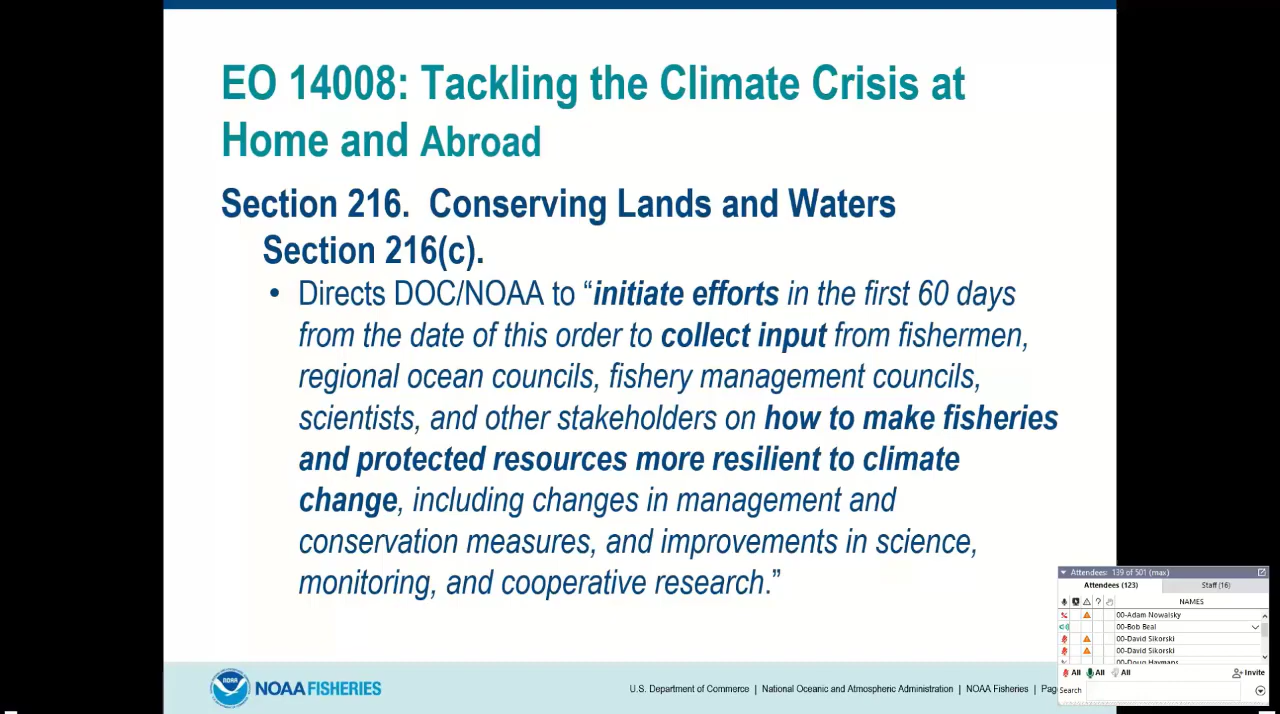 EO 14008: Tackling the Climate Crisis at
Home and Abroad
Section 216.  Conserving Lands and Waters
Section 216(c).
• Directs DOC/NOAA to “initiate efforts in the first 60 days
from the date of this order to collect input from fishermen,
regional ocean councils, fishery management councils,
scientists, and other stakeholders on how to make fisheries
and protected resources more resilient to climate
change, including changes in management and
conservation measures, and improvements in science,
monitoring, and cooperative research.”
Attendees: 139 of 501 (max)
Attendees (123) Staff (16)
NAMES
00-Adam Nowalsky
00-Bob Beal
00-David Sikorski
00-David Sikorski
All All All Invite
Search
NOAA
NOAA FISHERIES
U.S. Department of Commerce | National Oceanic and Atmospheric Administration | NOAA Fisheries |